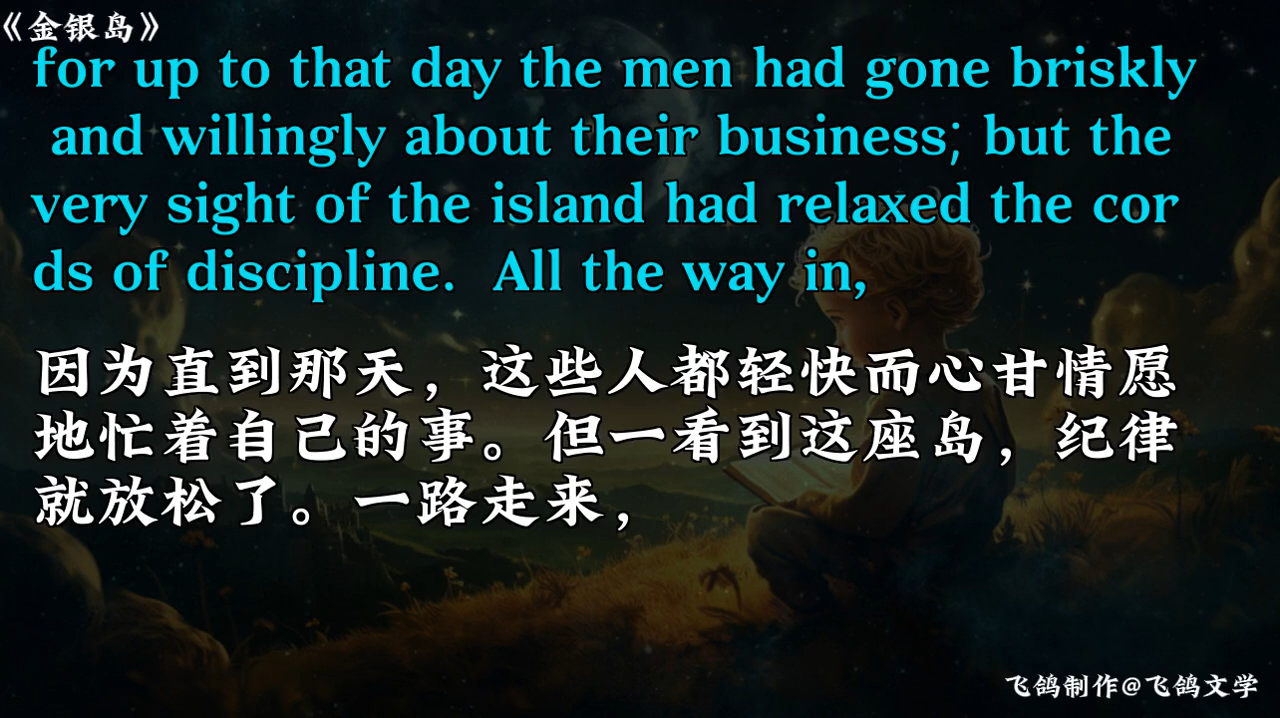 《金银岛》
for up to that day the men had gone briskly
and willingly about their business; but the
very sight of the island had relaxed the cor
ds of discipline.  All the way in,
因为直到那天，这些人都轻快而心甘情愿
地忙着自己的事。但一看到这座岛，纪律
就放松了。一路走来，
飞鸽制作@飞鸽文学